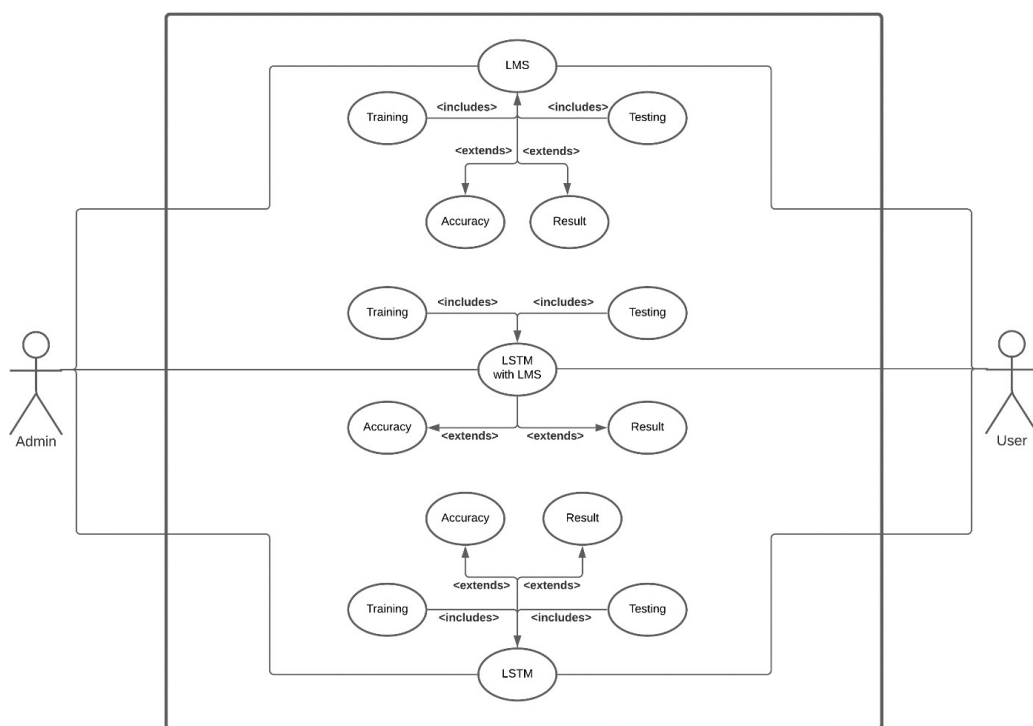 LMS
<includes> <includes>
Training Testing
<extends> <extends>
Accuracy Result
<includes> <includes>
Training Testing
LSTM
with LMS
Admin User
Accuracy Result
<extends> <extends>
Accuracy Result
<extends> <extends>
Training Testing
<includes> <includes>
LSTM